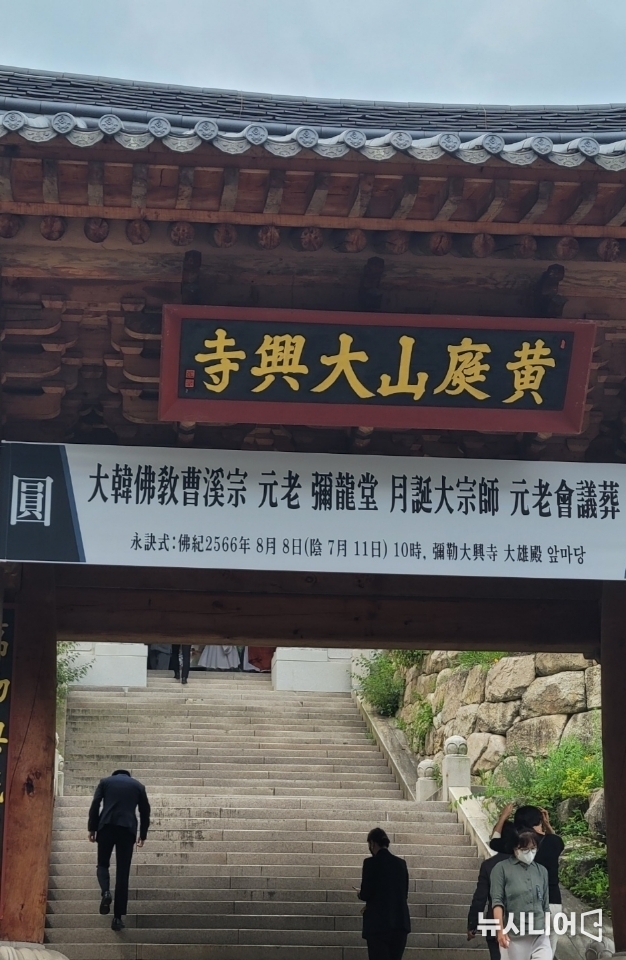 寺興大山庭黄
圓
大韓佛敎曹溪宗 元老 彌龍堂 月誕大宗師 元老會議葬
永訣式:佛紀2566年 8月 8日(陰 7月 11日) 10時, 彌勒大興寺 大雄殿 앞마당
뉴시니어